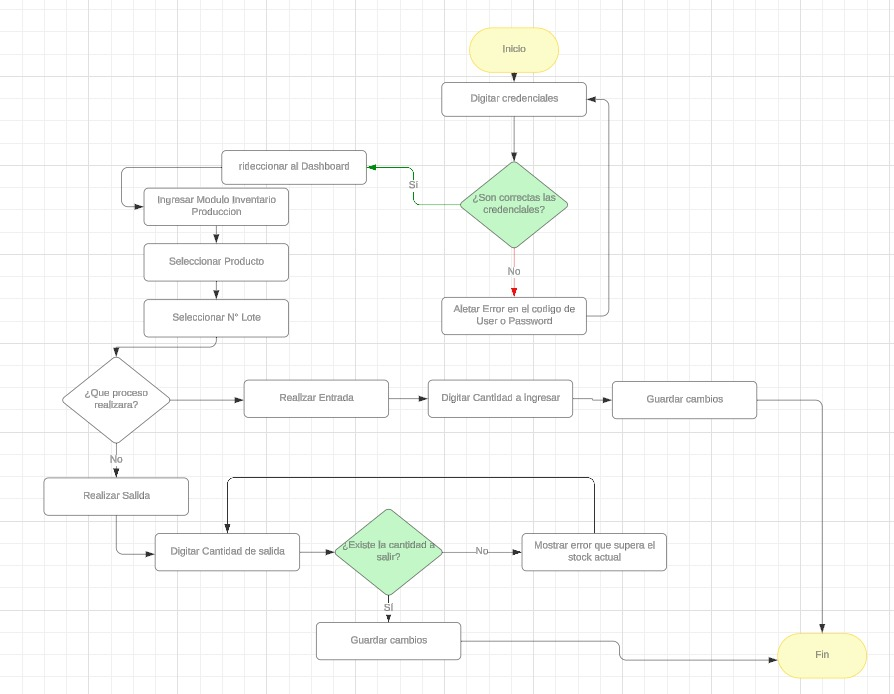 Inicio
Digitar credenciales
¿Son correctas las
credenciales?
Si
rideccionar al Dashboard
Ingresar Modulo Inventario
Produccion
Seleccionar Producto
Seleccionar N° Lote
No
Aletar Error en el codigo de
User o Password
¿Que proceso
realizara?
Realizar Entrada
Digitar Cantidad a ingresar
Guardar cambios
No
Realizar Salida
Digitar Cantidad de salida
¿Existe la cantidad a
salir?
No
Mostrar error que supera el
stock actual
SÍ
Guardar cambios
Fin